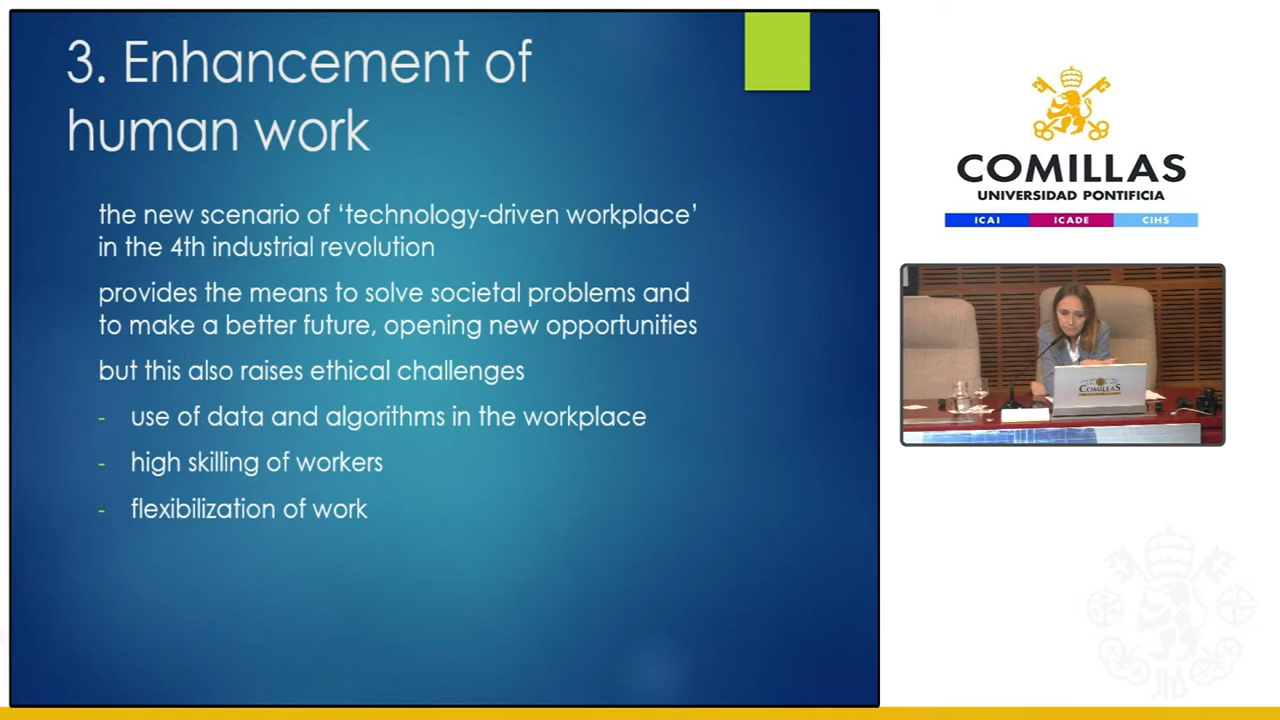 3. Enhancement of
human work
the new scenario of ‘technology-driven workplace’
in the 4th industrial revolution
provides the means to solve societal problems and
to make a better future, opening new opportunities
but this also raises ethical challenges
- use of data and algorithms in the workplace
- high skilling of workers
- flexibilization of work
COMILLAS
UNIVERSIDAD PONTIFICIA
ICAI ICADE CIHS
COMILLAS